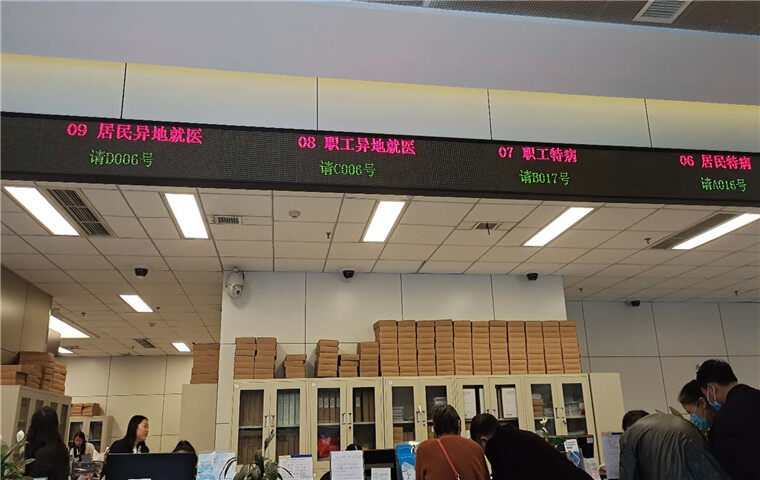 09 居民异地就医
请D006号
08 职工异地就医
请C006号
07 职工特病
请B017号
06 居民特病
请A016号